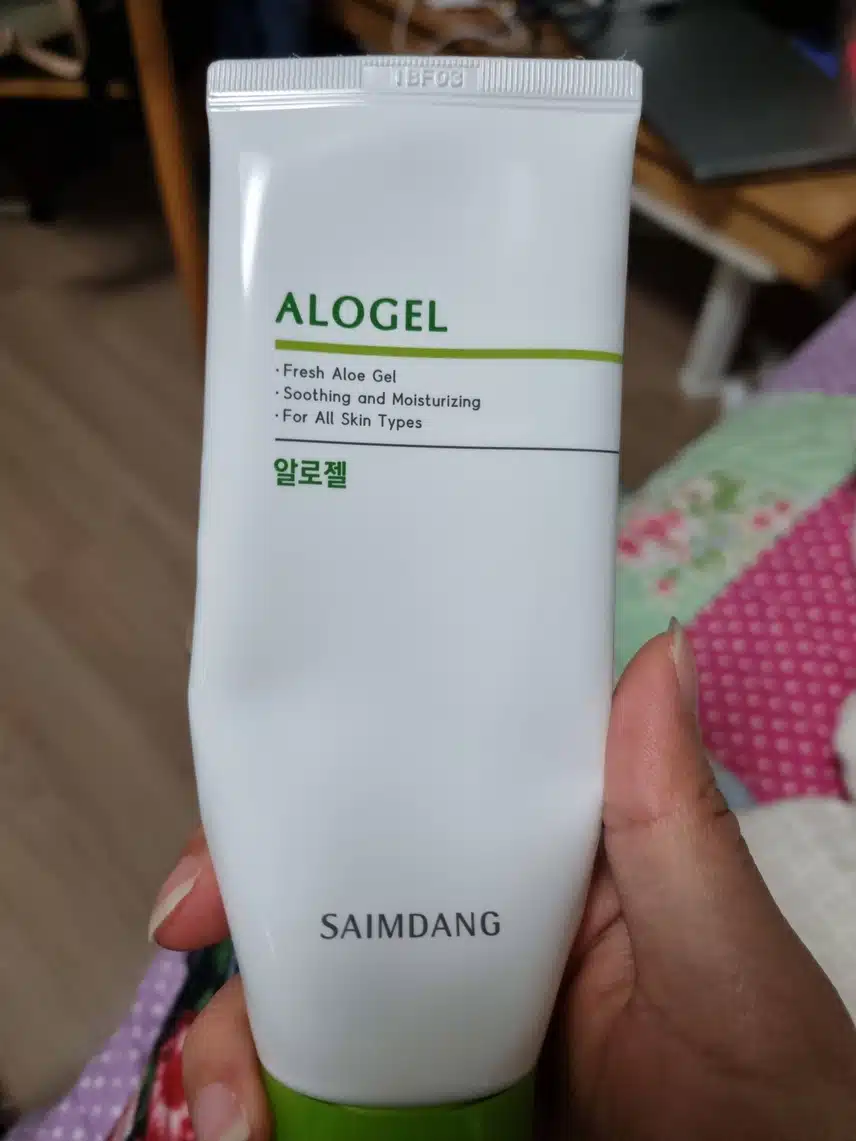 1BF03
ALOGEL
· Fresh Aloe Gel
· Soothing and Moisturizing
· For All Skin Types
알로젤
SAIMDANG